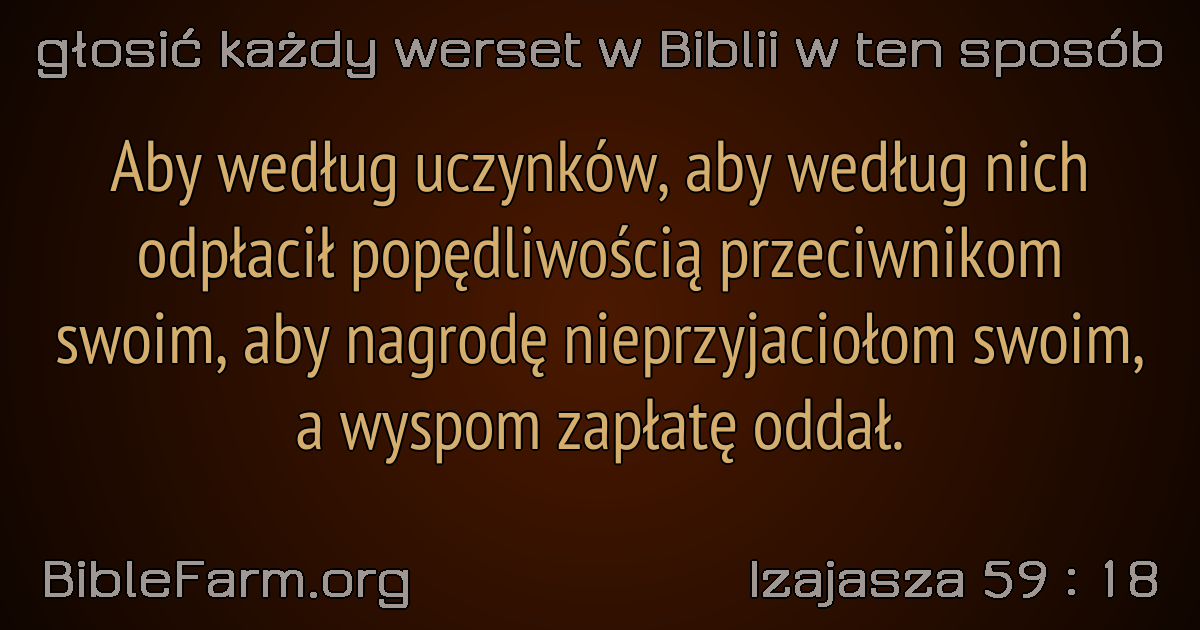 głosić każdy werset w Biblii w ten sposób
Aby według uczynków, aby według nich
odpłacił popędliwością przeciwnikom
swoim, aby nagrodę nieprzyjaciołom swoim,
a wyspom zapłatę oddał.
BibleFarm.org
Izajasza 59 : 18